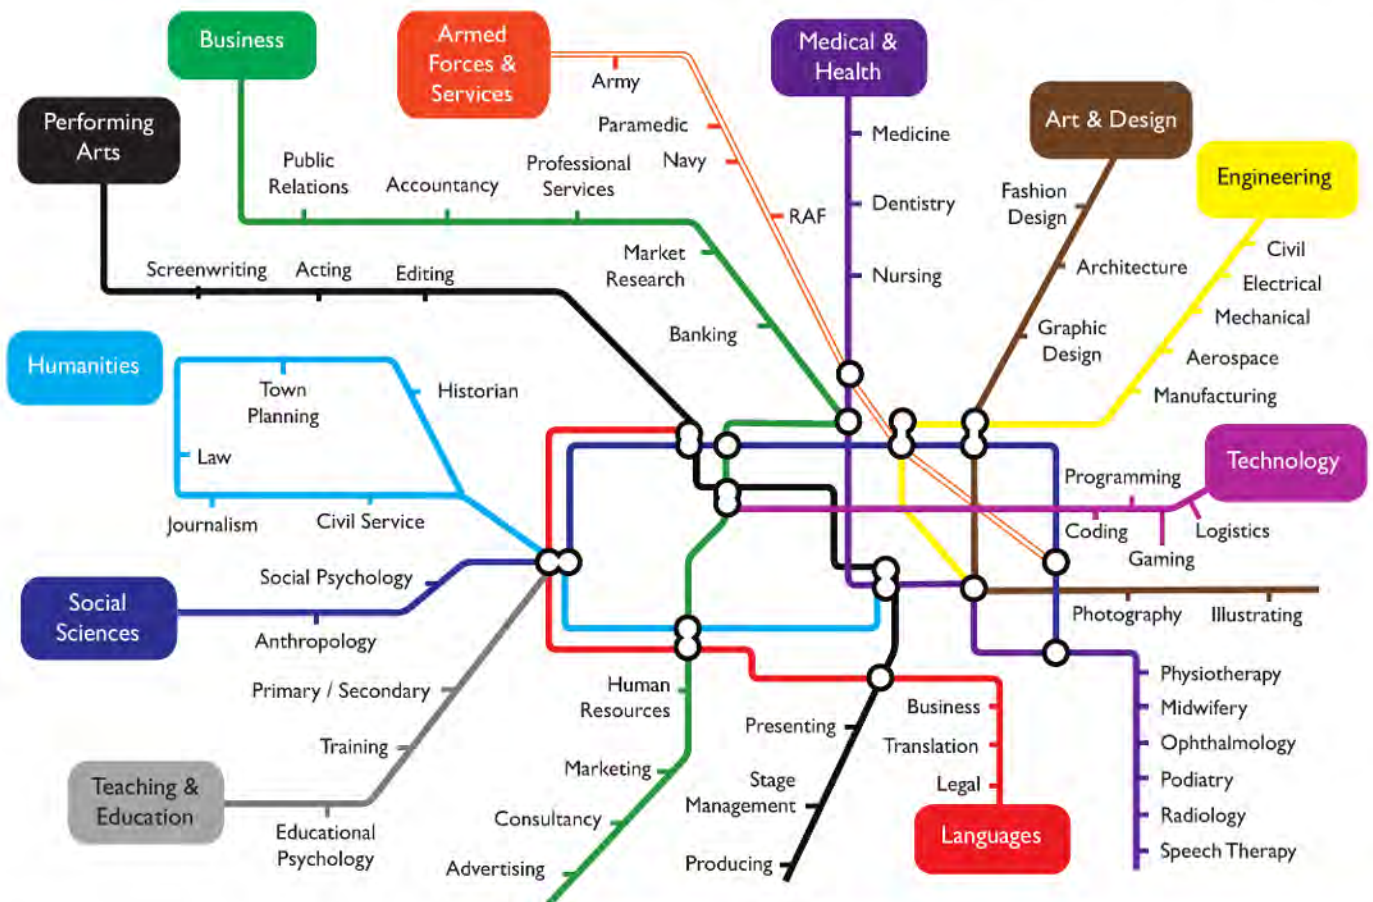 Business
Armed
Forces &
Services
Medical &
Health
Art & Design
Engineering
Performing
Arts
Army
Paramedic
Navy
RAF
Medicine
Dentistry
Nursing
Fashion
Design
Architecture
Graphic
Design
Civil
Electrical
Mechanical
Aerospace
Manufacturing
Public
Relations
Accountancy
Professional
Services
Market
Research
Banking
Screenwriting
Acting
Editing
Humanities
Town
Planning
Historian
Law
Journalism
Civil Service
Technology
Programming
Coding
Gaming
Logistics
Social
Sciences
Social Psychology
Anthropology
Photography
Illustrating
Primary / Secondary
Training
Teaching &
Education
Educational
Psychology
Human
Resources
Marketing
Consultancy
Advertising
Presenting
Stage
Management
Producing
Business
Translation
Legal
Languages
Physiotherapy
Midwifery
Ophthalmology
Podiatry
Radiology
Speech Therapy